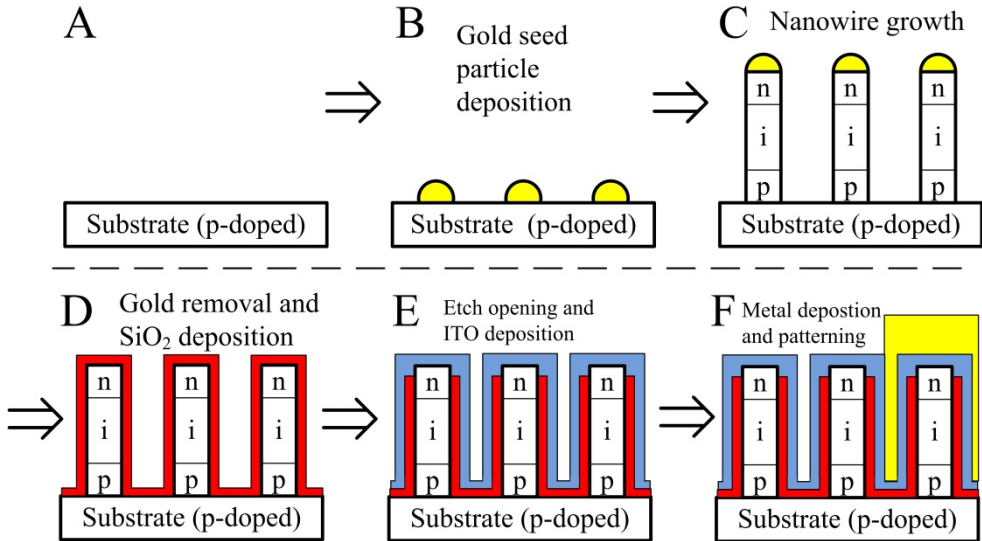 A
Substrate (p-doped)
B
Gold seed
particle
deposition
Substrate (p-doped)
C
Nanowire growth
n
i
p
n
i
p
n
i
p
Substrate (p-doped)
D
Gold removal and
SiO₂ deposition
n
i
p
n
i
p
n
i
p
Substrate (p-doped)
E
Etch opening and
ITO deposition
n
i
p
n
i
p
n
i
p
Substrate (p-doped)
F
Metal depostion
and patterning
n
i
p
n
i
p
n
i
p
Substrate (p-doped)